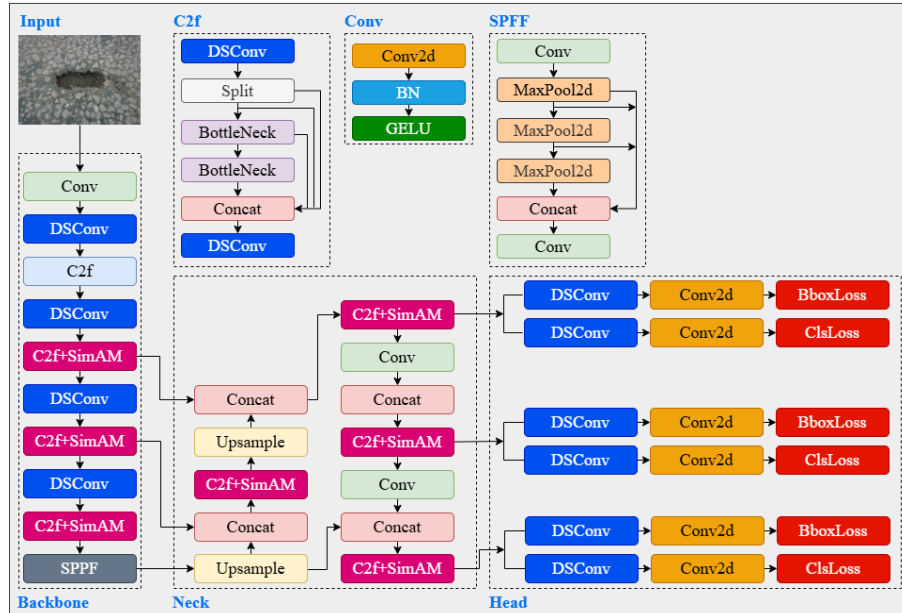 Input
C2f
Conv
SPFF
DSConv
Split
BottleNeck
BottleNeck
Concat
DSConv
Conv2d
BN
GELU
Conv
MaxPool2d
MaxPool2d
MaxPool2d
Concat
Conv
Conv
DSConv
C2f
DSConv
C2f+SimAM
DSConv
C2f+SimAM
DSConv
C2f+SimAM
SPPF
Backbone
Concat
Upsample
C2f+SimAM
Concat
Upsample
C2f+SimAM
Conv
Concat
C2f+SimAM
Conv
Concat
C2f+SimAM
Neck
DSConv Conv2d BboxLoss
DSConv Conv2d ClsLoss
DSConv Conv2d BboxLoss
DSConv Conv2d ClsLoss
DSConv Conv2d BboxLoss
DSConv Conv2d ClsLoss
Head